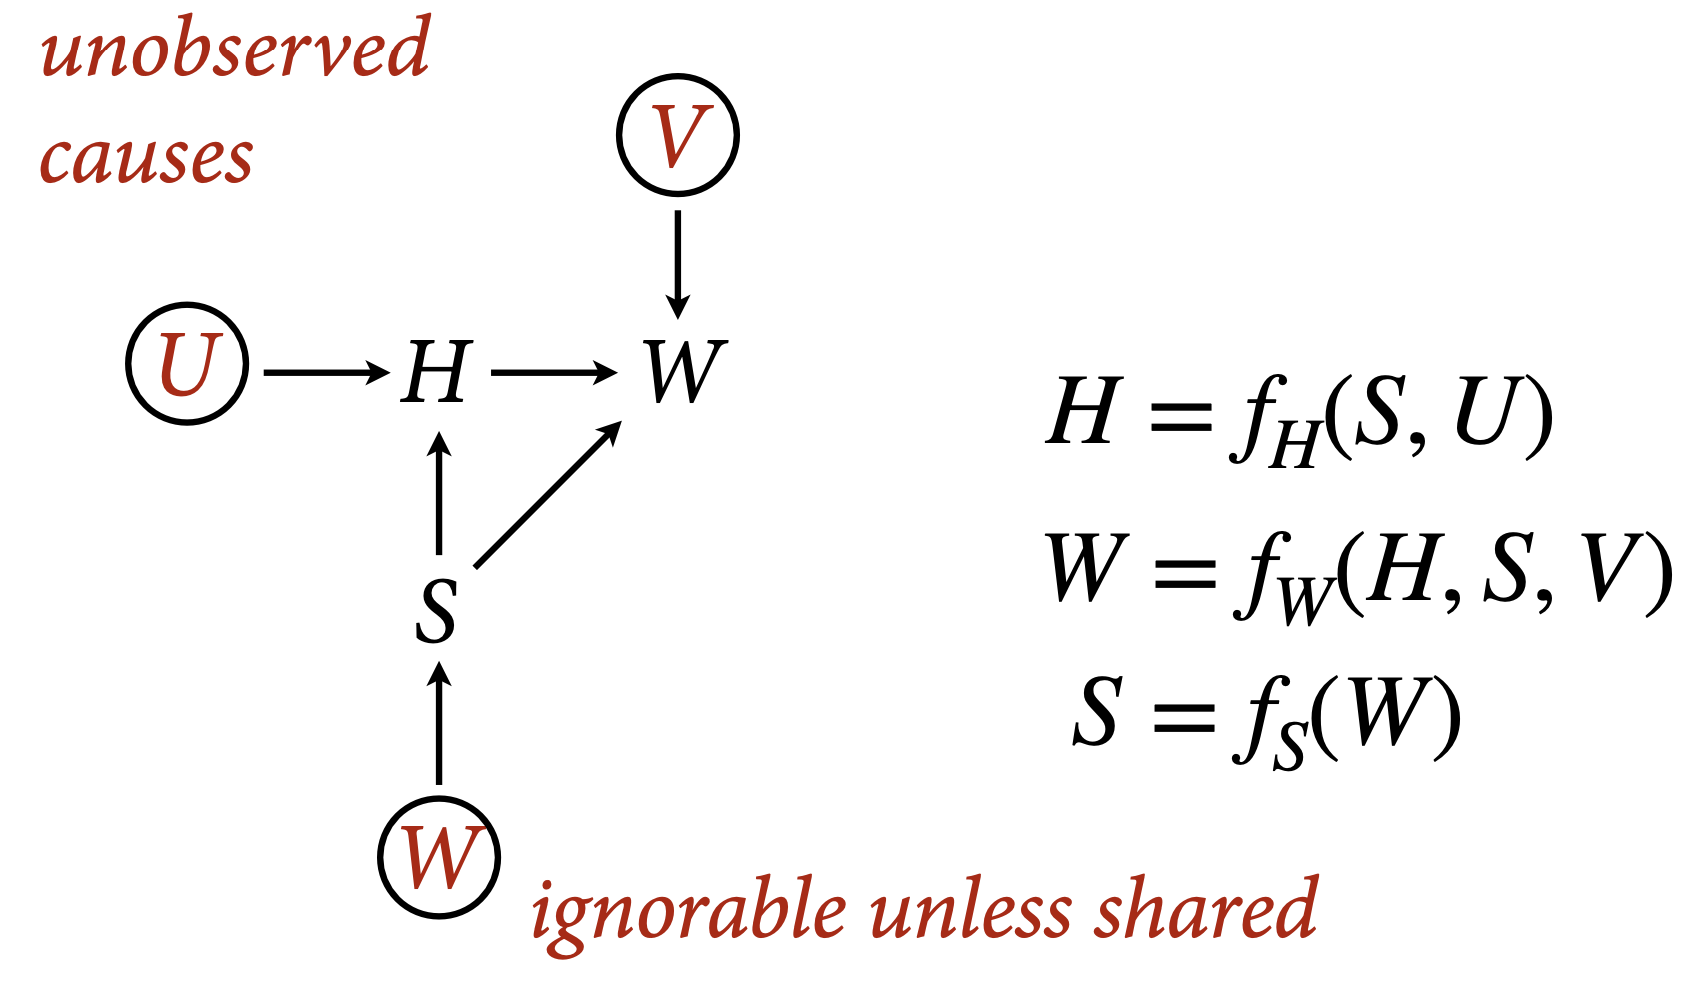 unobserved
causes
V
U
H
W
S
W
ignorable unless shared
H = f_H(S, U)
W = f_W(H, S, V)
S = f_S(W)